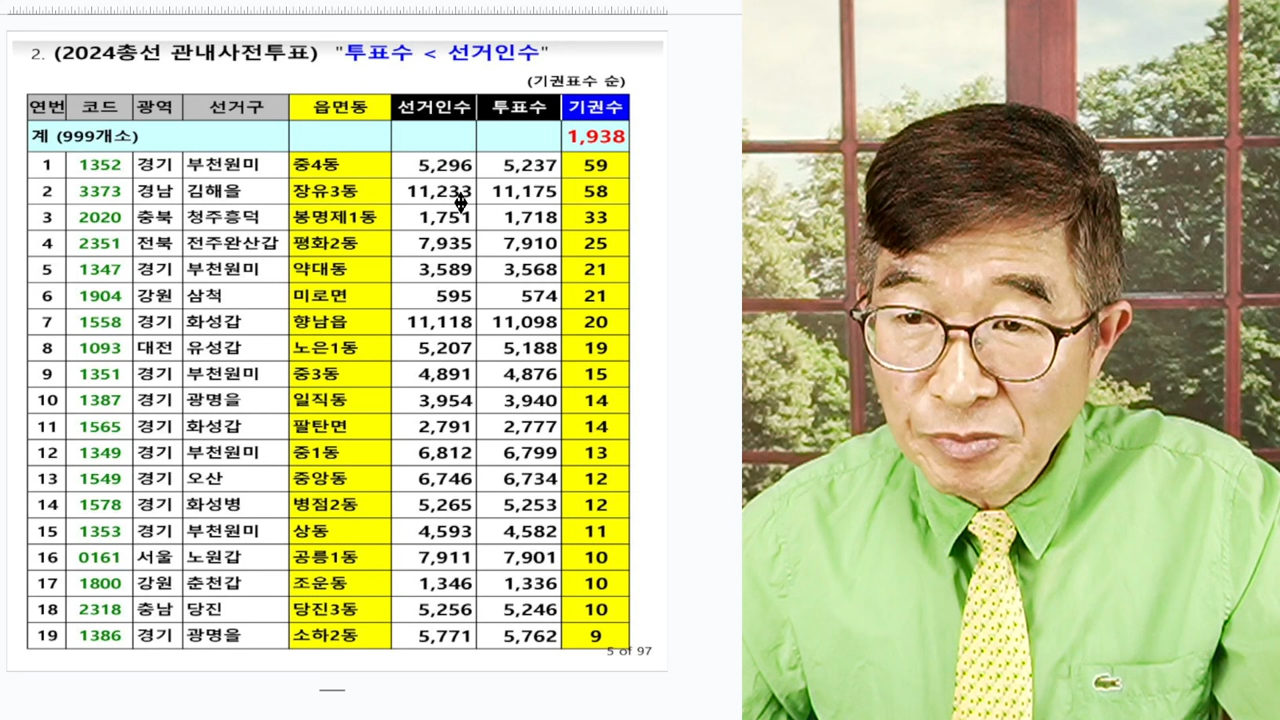 2. (2024총선 관내사전투표) "투표수 < 선거인수"
(기권표수 순)
연번 코드 광역 선거구 읍면동 선거인수 투표수 기권수
계 (999개소) 1,938
1 1352 경기 부천원미 중4동 5,296 5,237 59
2 3373 경남 김해을 장유3동 11,233 11,175 58
3 2020 충북 청주흥덕 봉명제1동 1,751 1,718 33
4 2351 전북 전주완산갑 평화2동 7,935 7,910 25
5 1347 경기 부천원미 약대동 3,589 3,568 21
6 1904 강원 삼척 미로면 595 574 21
7 1558 경기 화성갑 향남읍 11,118 11,098 20
8 1093 대전 유성갑 노은1동 5,207 5,188 19
9 1351 경기 부천원미 중3동 4,891 4,876 15
10 1387 경기 광명을 일직동 3,954 3,940 14
11 1565 경기 화성갑 팔탄면 2,791 2,777 14
12 1349 경기 부천원미 중1동 6,812 6,799 13
13 1549 경기 오산 중앙동 6,746 6,734 12
14 1578 경기 화성병 병점2동 5,265 5,253 12
15 1353 경기 부천원미 상동 4,593 4,582 11
16 0161 서울 노원갑 공릉1동 7,911 7,901 10
17 1800 강원 춘천갑 조운동 1,346 1,336 10
18 2318 충남 당진 당진3동 5,256 5,246 10
19 1386 경기 광명을 소하2동 5,771 5,762 9
5 of 97